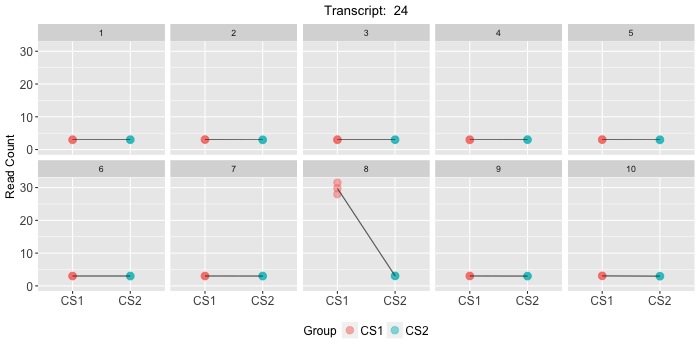 Transcript: 24
1 2 3 4 5
30
20
10
0
Read Count
6 7 8 9 10
30
20
10
0
CS1 CS2 CS1 CS2 CS1 CS2 CS1 CS2 CS1 CS2
Group CS1 CS2